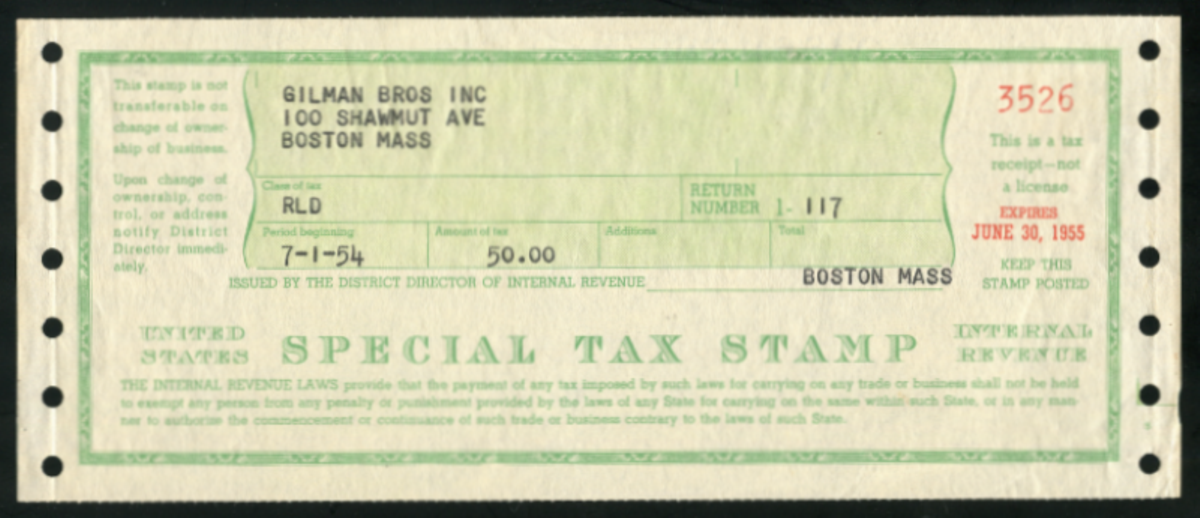 This stamp is not
transferable on
change of owner-
ship of business.
Upon change of
ownership, con-
trol, or address
notify District
Director immedi-
ately.
GILMAN BROS INC
100 SHAWMUT AVE
BOSTON MASS
Class of tax
RLD
RETURN
NUMBER 1- 117
Period beginning
7-1-54
Amount of tax
50.00
Additions
Total
ISSUED BY THE DISTRICT DIRECTOR OF INTERNAL REVENUE
BOSTON MASS
3526
This is a tax
receipt—not
a license
EXPIRES
JUNE 30, 1955
KEEP THIS
STAMP POSTED
UNITED
STATES
SPECIAL TAX STAMP
INTERNAL
REVENUE
THE INTERNAL REVENUE LAWS provide that the payment of any tax imposed by such laws for carrying on any trade or business shall not be held
to exempt any person from any penalty or punishment provided by the laws of any State for carrying on the same within such State, or in any man-
ner to authorize the commencement or continuance of such trade or business contrary to the laws of such State.